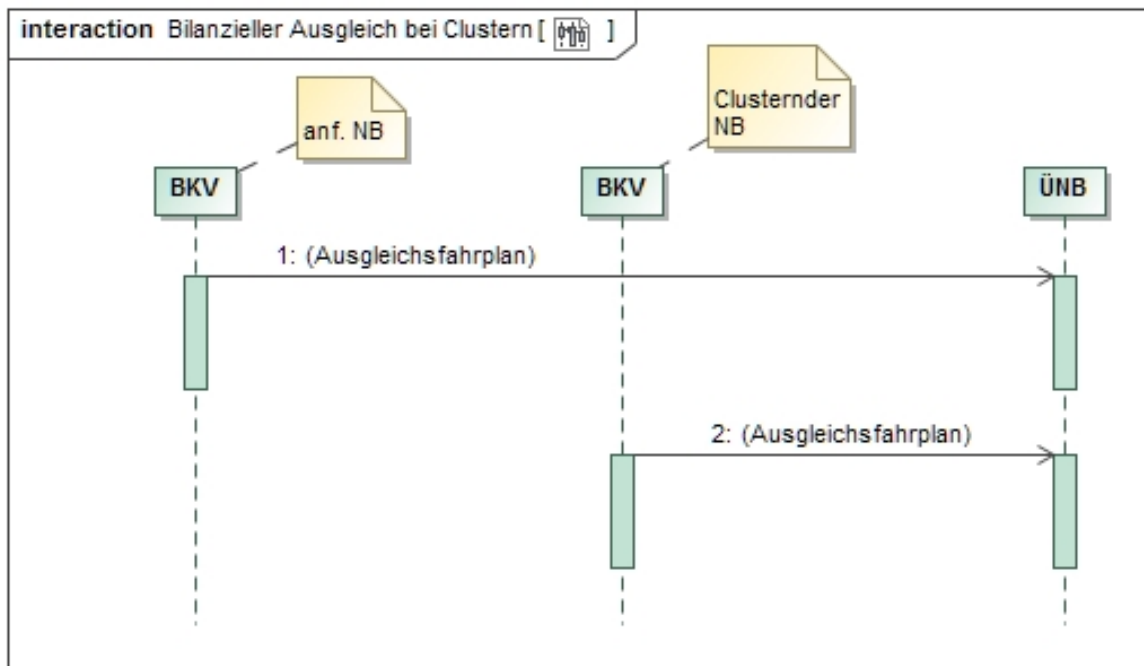 interaction Bilanzieller Ausgleich bei Clustern [ ]
anf. NB
Clusternder
NB
BKV
BKV
ÜNB
1: (Ausgleichsfahrplan)
2: (Ausgleichsfahrplan)